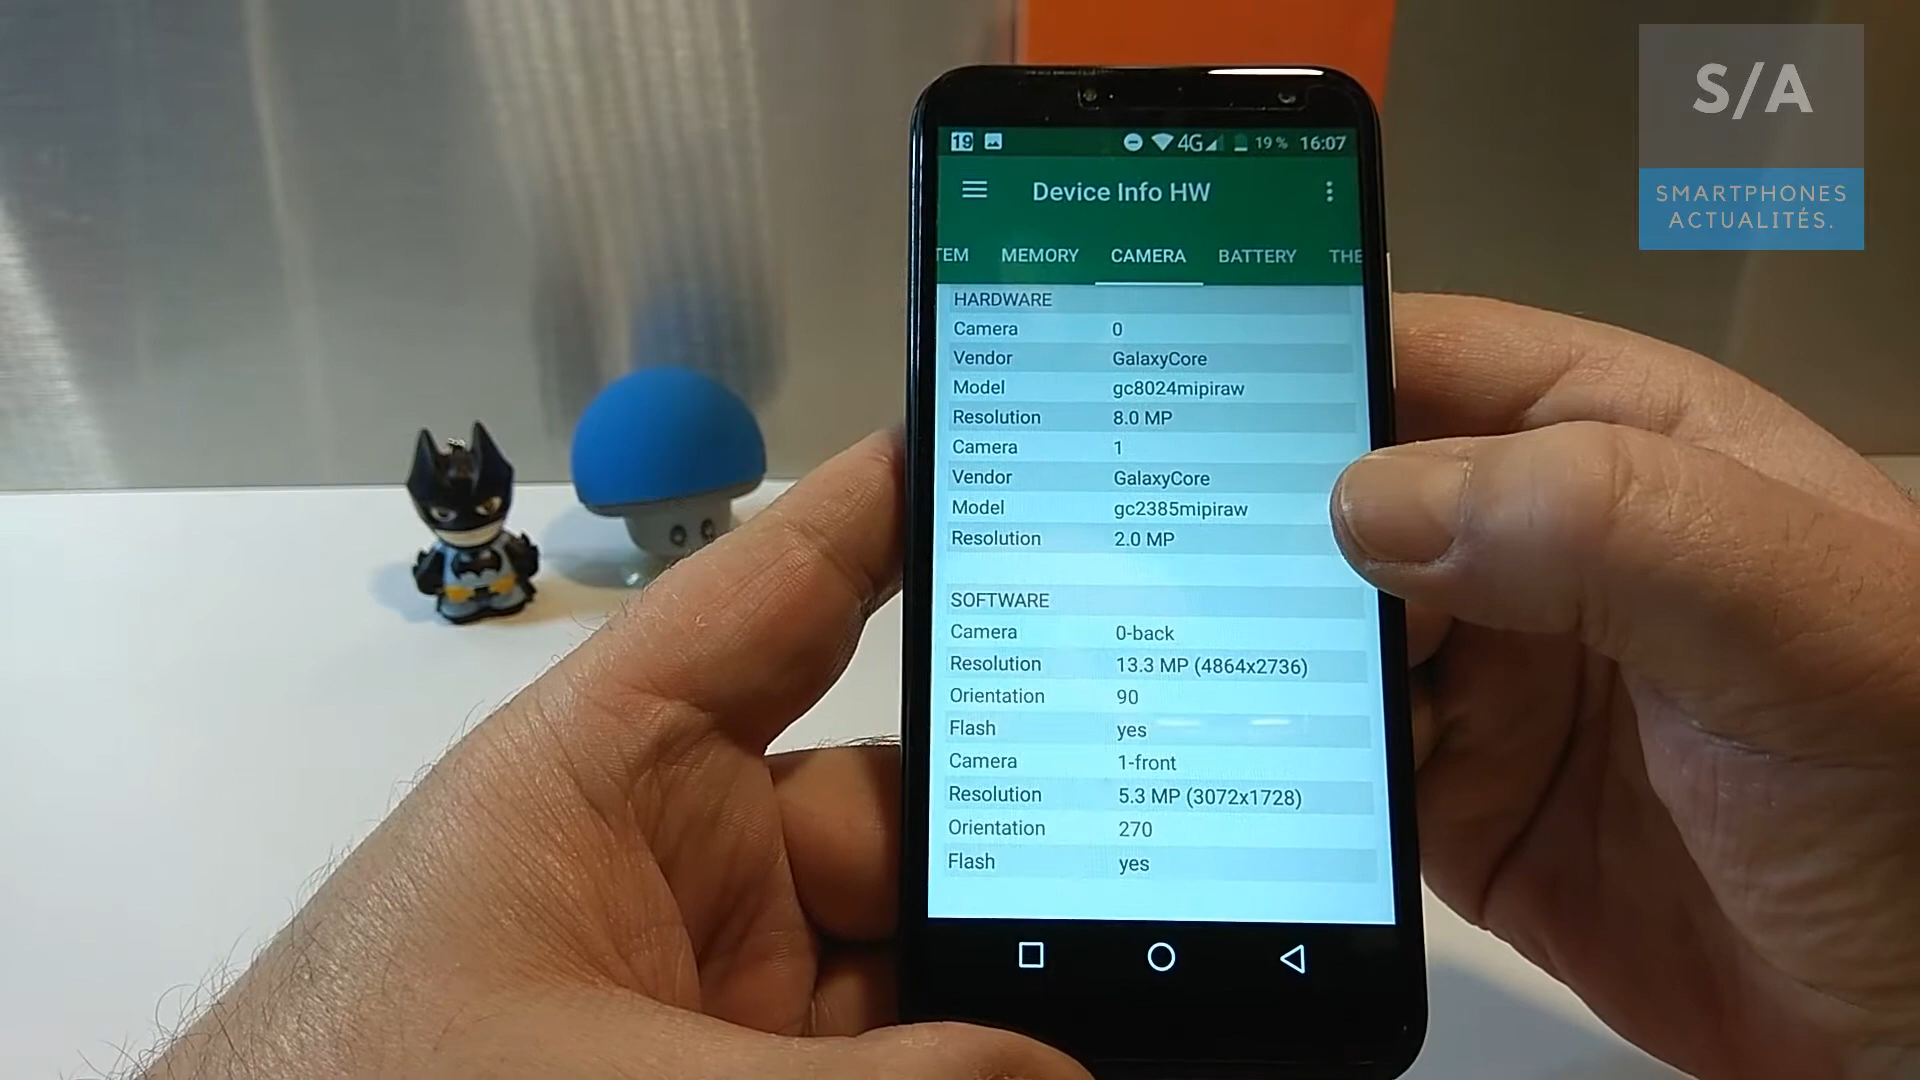 S/A
SMARTPHONES
ACTUALITÉS.
19 4G 19 % 16:07
Device Info HW
TEM MEMORY CAMERA BATTERY THE
HARDWARE
Camera 0
Vendor GalaxyCore
Model gc8024mipiraw
Resolution 8.0 MP
Camera 1
Vendor GalaxyCore
Model gc2385mipiraw
Resolution 2.0 MP
SOFTWARE
Camera 0-back
Resolution 13.3 MP (4864x2736)
Orientation 90
Flash yes
Camera 1-front
Resolution 5.3 MP (3072x1728)
Orientation 270
Flash yes